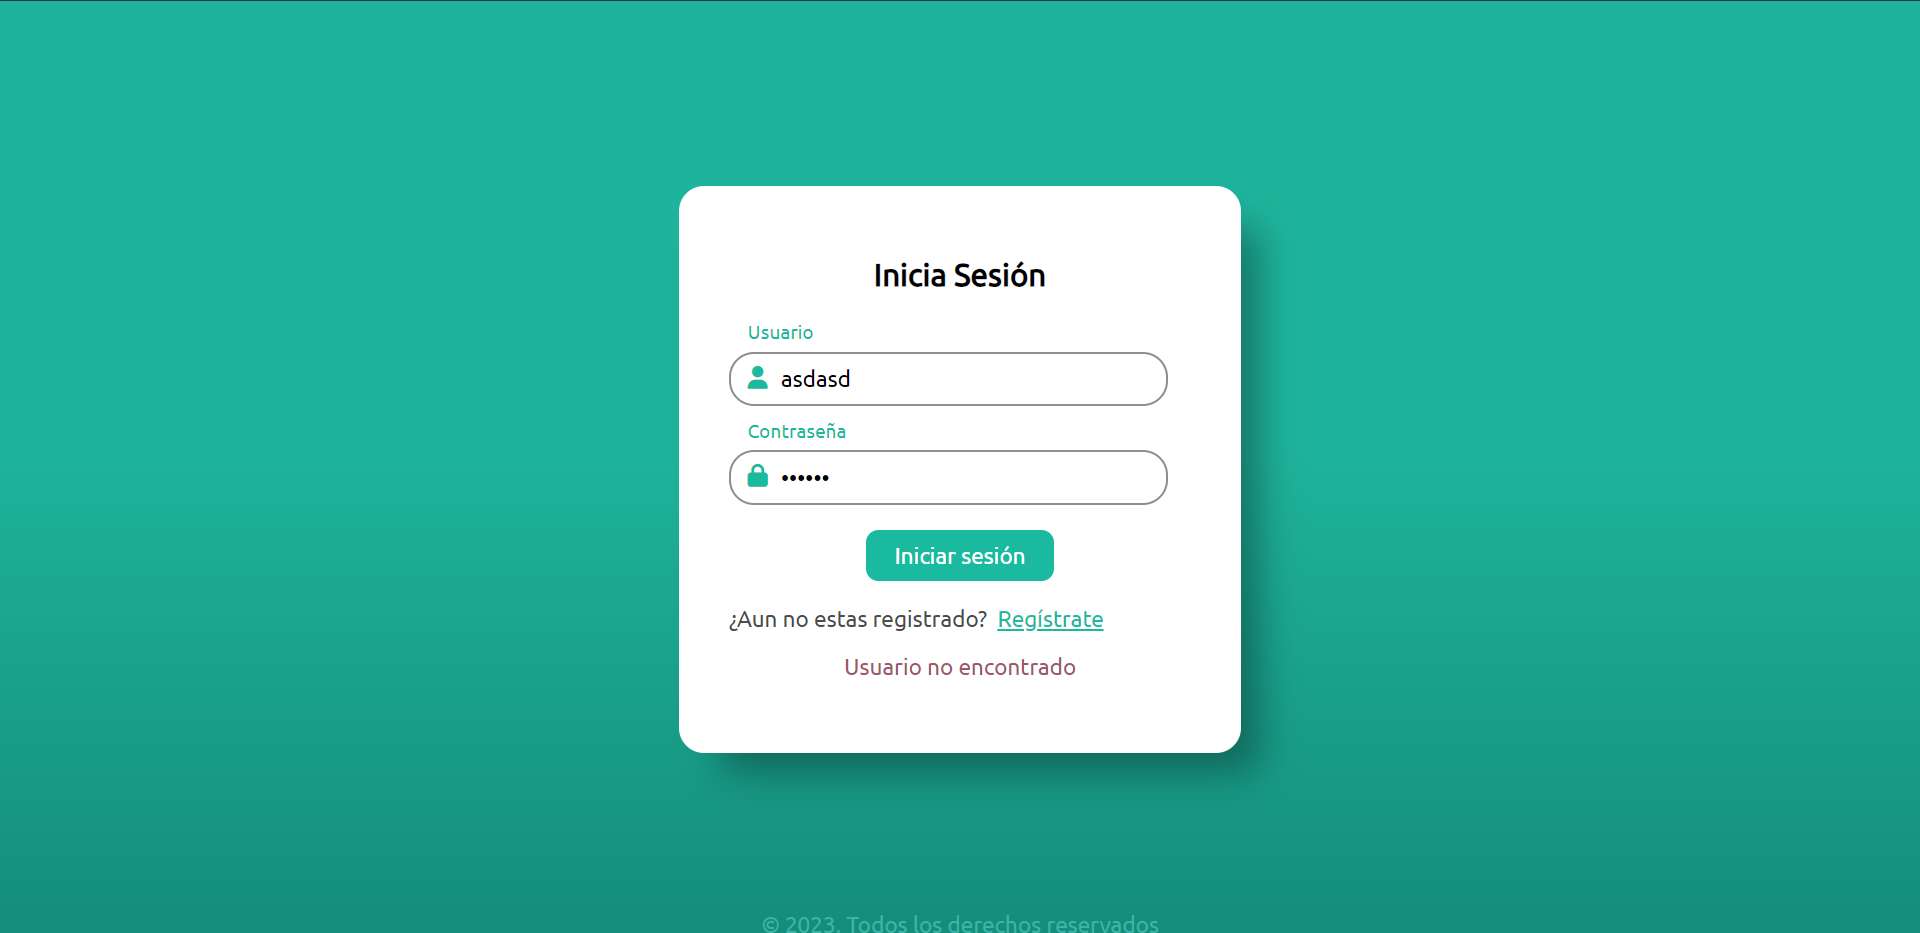 Inicia Sesión
Usuario
asdasd
Contraseña
••••••
Iniciar sesión
¿Aun no estas registrado? Regístrate
Usuario no encontrado
© 2023. Todos los derechos reservados